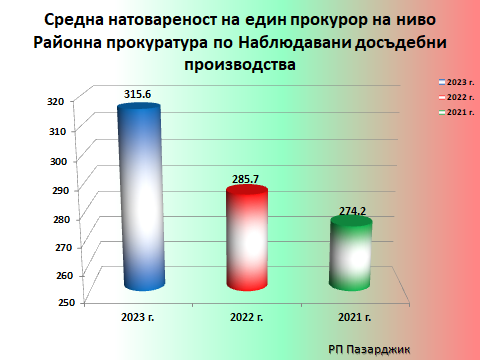 Средна натовареност на един прокурор на ниво
Районна прокуратура по Наблюдавани досъдебни
производства
2023 г.
2022 г.
2021 г.
320
310
300
290
280
270
260
250
315.6
285.7
274.2
2023 г.
2022 г.
2021 г.
РП Пазарджик